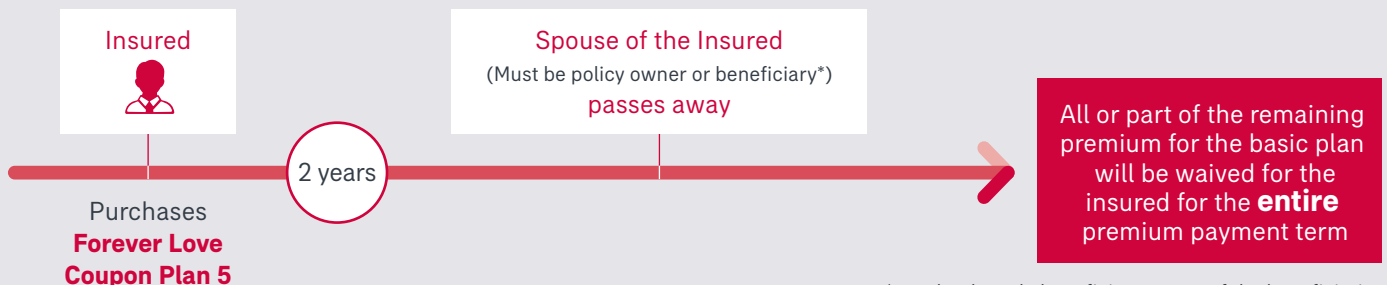 Insured
Purchases
Forever Love
Coupon Plan 5
2 years
Spouse of the Insured
(Must be policy owner or beneficiary*)
passes away
All or part of the remaining
premium for the basic plan
will be waived for the
insured for the entire
premium payment term